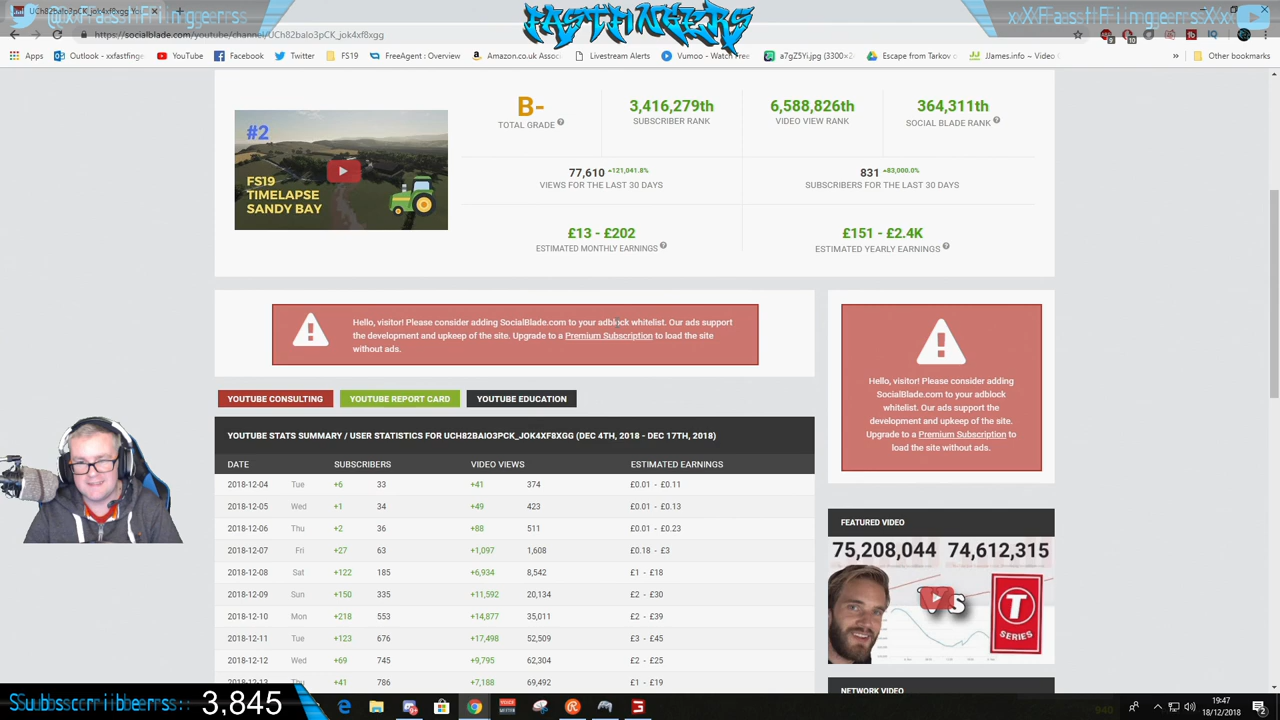 @xXFastFingers
FASTFINGERS
xXxFasstFiingerssXx
UCh82baIo3pCK_jok4xf8xgg Yo
https://socialblade.com/youtube/channel/UCh82baIo3pCK_jok4xf8xgg
Apps Outlook - xxfastfinge YouTube Facebook Twitter FS19 FreeAgent : Overview Amazon.co.uk Assoc Livestream Alerts Vumoo - Watch Free a7gZ5Yi.jpg (3300×2 Escape from Tarkov JJames.info ~ Video » Other bookmarks
#2
FS19
TIMELAPSE
SANDY BAY
B-
TOTAL GRADE
3,416,279th
SUBSCRIBER RANK
6,588,826th
VIDEO VIEW RANK
364,311th
SOCIAL BLADE RANK
77,610 +121,041.8%
VIEWS FOR THE LAST 30 DAYS
831 +83,000.0%
SUBSCRIBERS FOR THE LAST 30 DAYS
£13 - £202
ESTIMATED MONTHLY EARNINGS
£151 - £2.4K
ESTIMATED YEARLY EARNINGS
Hello, visitor! Please consider adding SocialBlade.com to your adblock whitelist. Our ads support
the development and upkeep of the site. Upgrade to a Premium Subscription to load the site
without ads.
YOUTUBE CONSULTING YOUTUBE REPORT CARD YOUTUBE EDUCATION
YOUTUBE STATS SUMMARY / USER STATISTICS FOR UCH82BAIO3PCK_JOK4XF8XGG (DEC 4TH, 2018 - DEC 17TH, 2018)
DATE SUBSCRIBERS VIDEO VIEWS ESTIMATED EARNINGS
2018-12-04 Tue +6 33 +41 374 £0.01 - £0.11
2018-12-05 Wed +1 34 +49 423 £0.01 - £0.13
2018-12-06 Thu +2 36 +88 511 £0.01 - £0.23
2018-12-07 Fri +27 63 +1,097 1,608 £0.18 - £3
2018-12-08 Sat +122 185 +6,934 8,542 £1 - £18
2018-12-09 Sun +150 335 +11,592 20,134 £2 - £30
2018-12-10 Mon +218 553 +14,877 35,011 £2 - £39
2018-12-11 Tue +123 676 +17,498 52,509 £3 - £45
2018-12-12 Wed +69 745 +9,795 62,304 £2 - £25
2018-12-13 Thu +41 786 +7,188 69,492 £1 - £19
Hello, visitor! Please consider adding
SocialBlade.com to your adblock
whitelist. Our ads support the
development and upkeep of the site.
Upgrade to a Premium Subscription to
load the site without ads.
FEATURED VIDEO
75,208,044 74,612,315
Vs
T
SERIES
NETWORK VIDEO
Subscribers: 3,845
19:47
18/12/2018